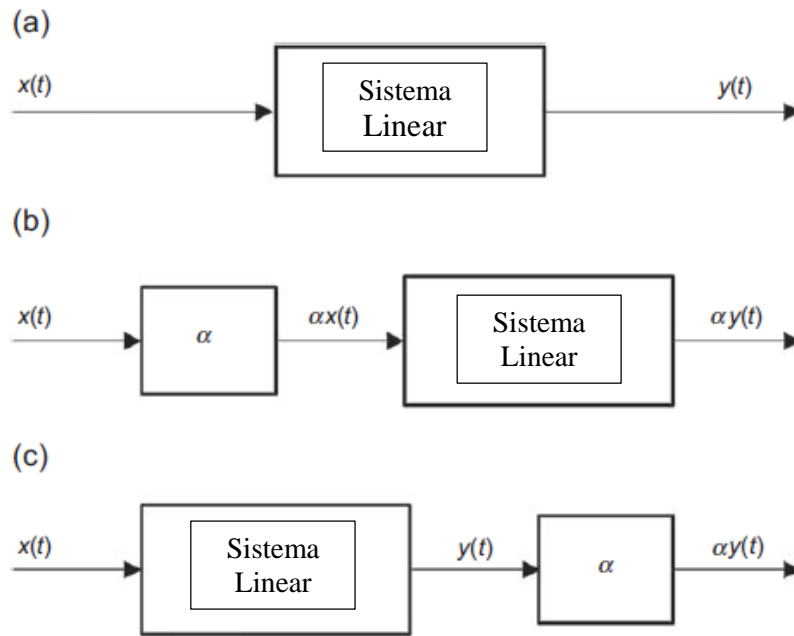 (a)
x(t)
Sistema
Linear
y(t)
(b)
x(t)
α
αx(t)
Sistema
Linear
αy(t)
(c)
x(t)
Sistema
Linear
y(t)
α
αy(t)